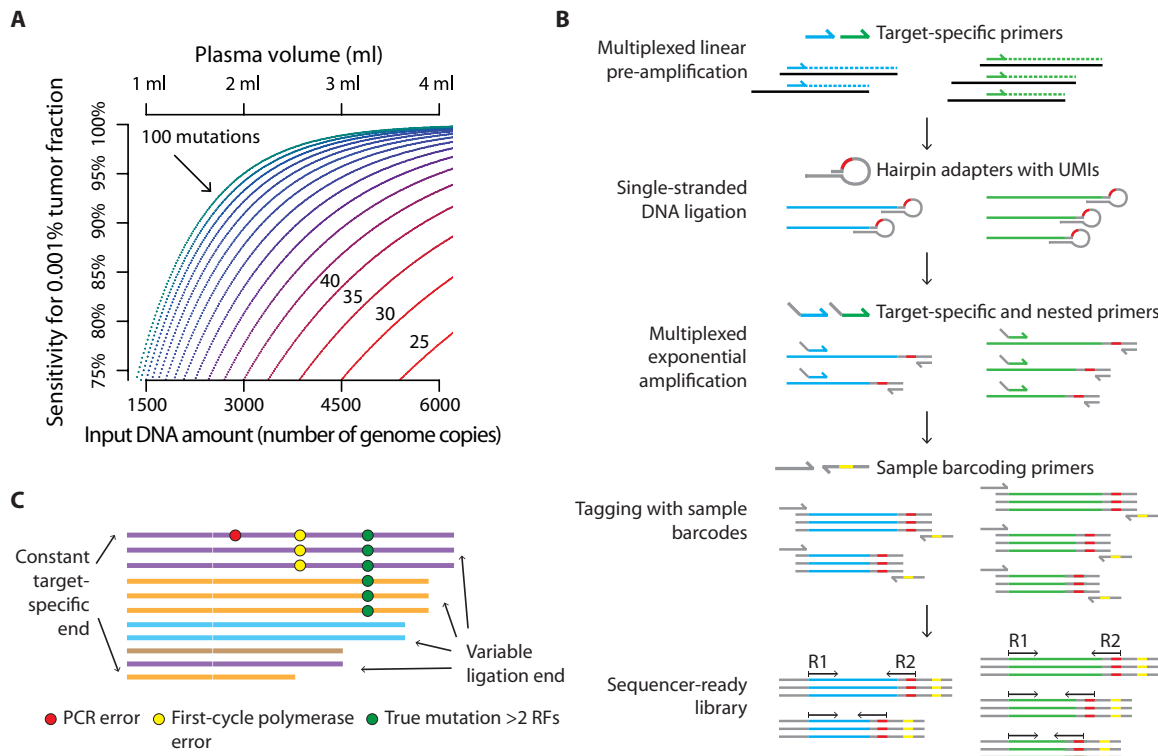 A
Plasma volume (ml)
1 ml
2 ml
3 ml
4 ml
Sensitivity for 0.001% tumor fraction
100%
95%
90%
85%
80%
75%
100 mutations
40
35
30
25
1500
3000
4500
6000
Input DNA amount (number of genome copies)
B
Target-specific primers
Multiplexed linear
pre-amplification
Hairpin adapters with UMIs
Single-stranded
DNA ligation
Target-specific and nested primers
Multiplexed
exponential
amplification
Sample barcoding primers
Tagging with sample
barcodes
R1
R2
R1
R2
Sequencer-ready
library
C
Constant
target-
specific
end
Variable
ligation end
PCR error
First-cycle polymerase
error
True mutation >2 RFs